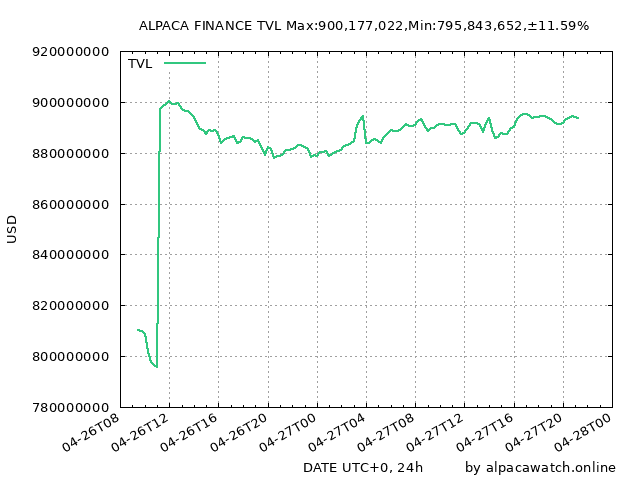 ALPACA FINANCE TVL Max:900,177,022,Min:795,843,652,±11.59%
TVL
920000000
900000000
880000000
860000000
840000000
820000000
800000000
780000000
USD
04-26T08
04-26T12
04-26T16
04-26T20
04-27T00
04-27T04
04-27T08
04-27T12
04-27T16
04-27T20
04-28T00
DATE UTC+0, 24h
by alpacawatch.online